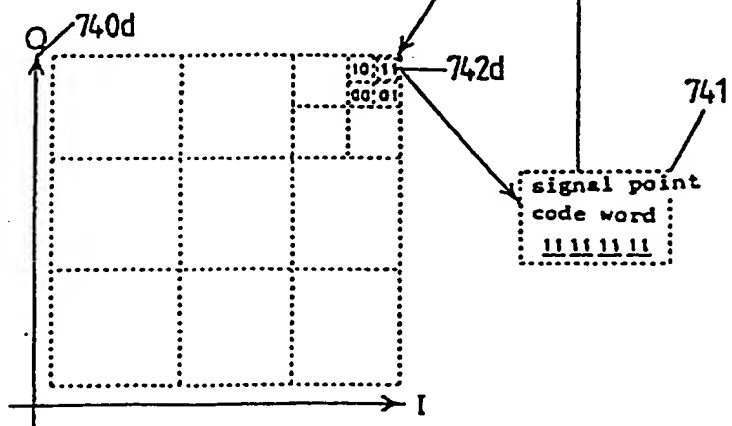 Q 740d
10 11 742d
00 01
741
signal point
code word
11 11 11 11
I